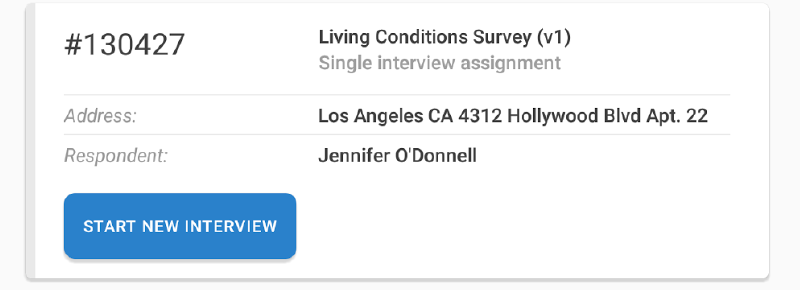 #130427
Living Conditions Survey (v1)
Single interview assignment
Address:
Los Angeles CA 4312 Hollywood Blvd Apt. 22
Respondent:
Jennifer O'Donnell
START NEW INTERVIEW